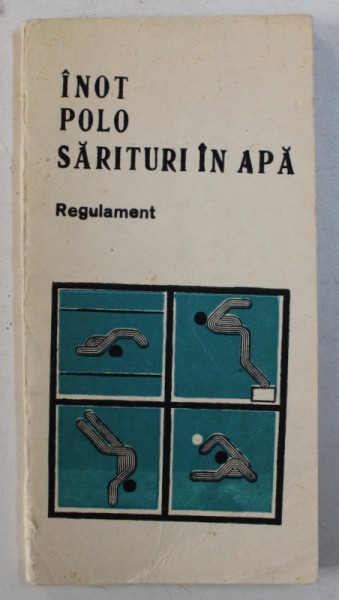 ÎNOT
POLO
SĂRITURI ÎN APĂ
Regulament